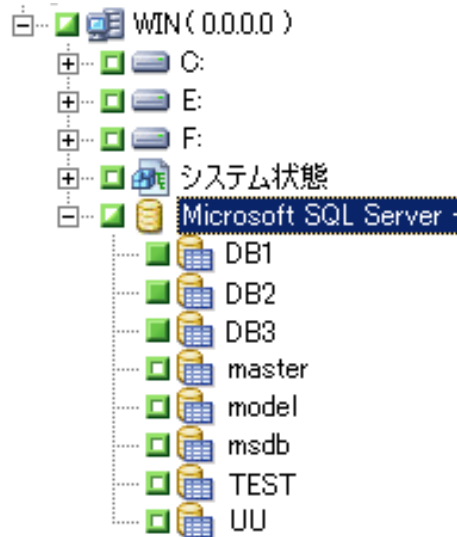 WIN( 0.0.0.0 )
C:
E:
F:
システム状態
Microsoft SQL Server -
DB1
DB2
DB3
master
model
msdb
TEST
UU